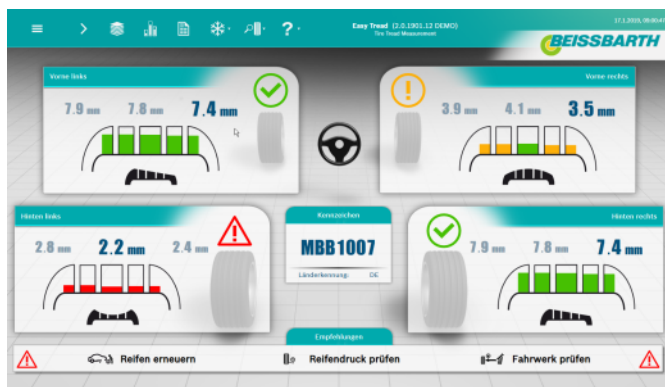 Easy Tread (2.0.1901.12 DEMO)
Tire Tread Measurement
BEISSBARTH
Vorne links
7.9 mm 7.8 mm 7.4 mm
Vorne rechts
3.9 mm 4.1 mm 3.5 mm
Hinten links
2.8 mm 2.2 mm 2.4 mm
Kennzeichen
MBB1007
Länderkennung: DE
Hinten rechts
7.9 mm 7.8 mm 7.4 mm
Empfehlungen
Reifen erneuern Reifendruck prüfen Fahrwerk prüfen